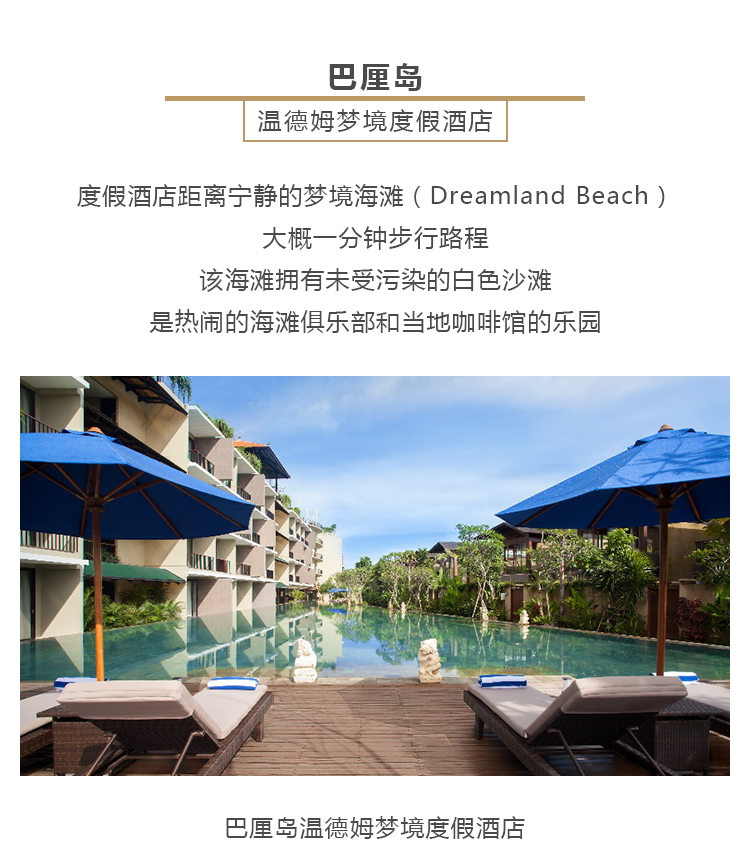 巴厘岛
温德姆梦境度假酒店
度假酒店距离宁静的梦境海滩（Dreamland Beach）
大概一分钟步行路程
该海滩拥有未受污染的白色沙滩
是热闹的海滩俱乐部和当地咖啡馆的乐园
巴厘岛温德姆梦境度假酒店